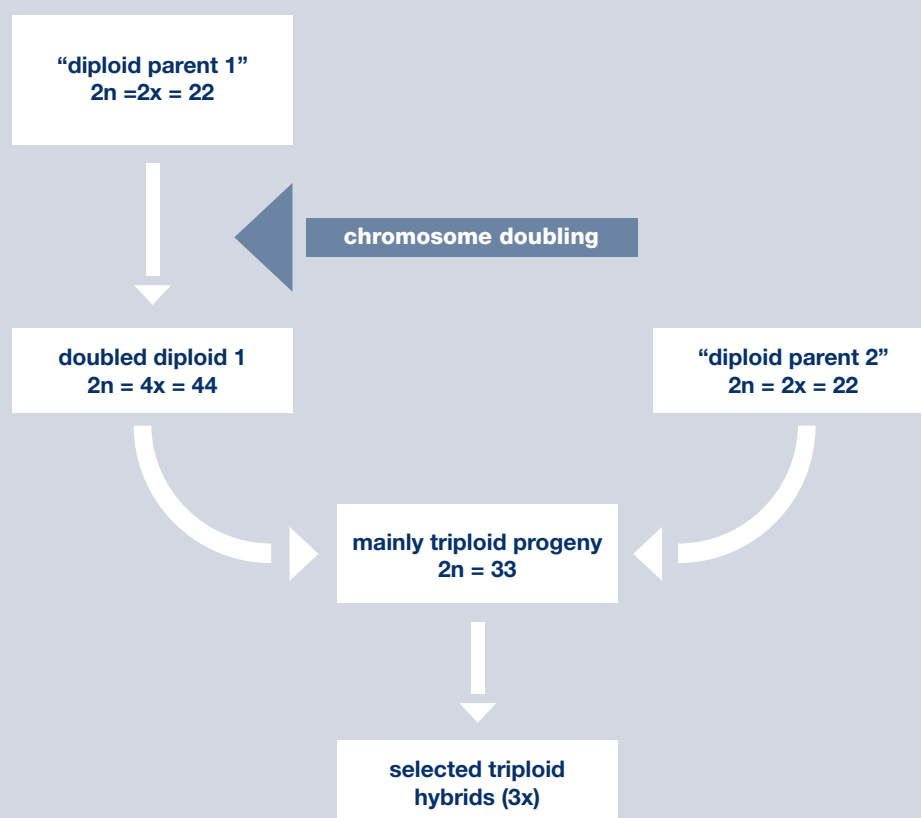 “diploid parent 1”
2n =2x = 22
chromosome doubling
doubled diploid 1
2n = 4x = 44
“diploid parent 2”
2n = 2x = 22
mainly triploid progeny
2n = 33
selected triploid
hybrids (3x)